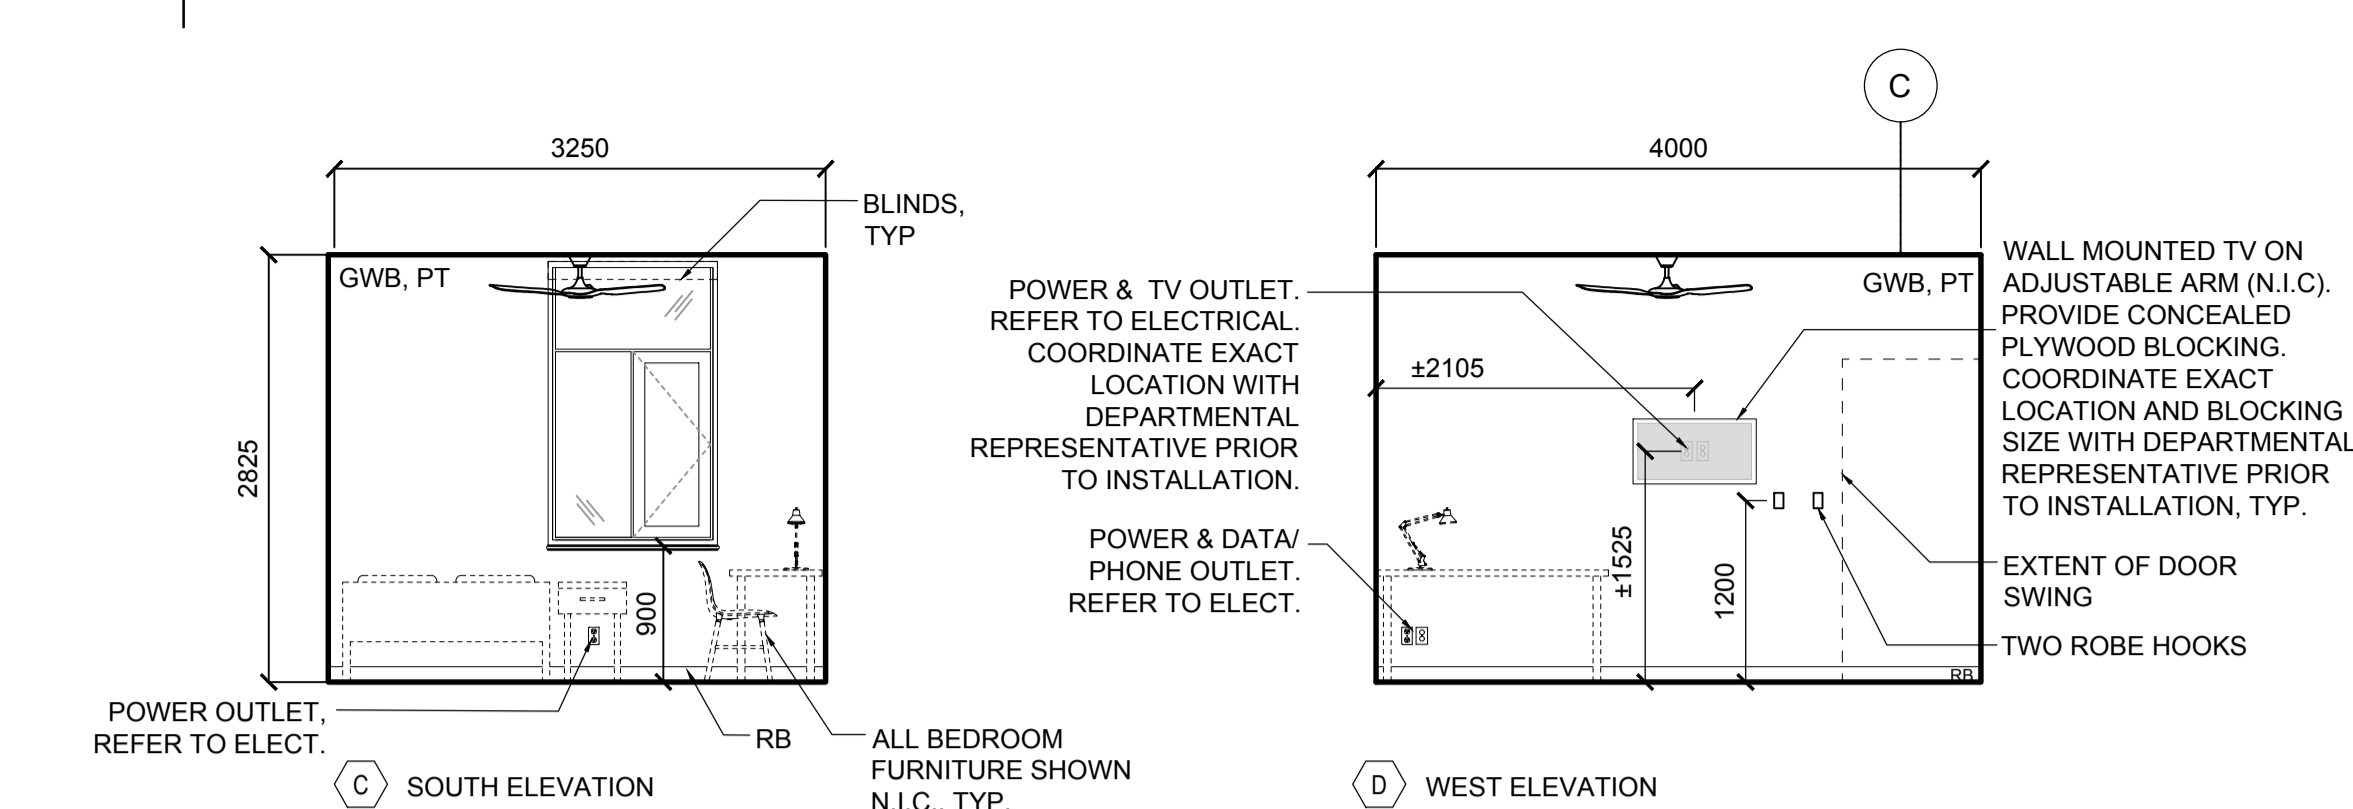 C
3250
BLINDS,
TYP
GWB, PT
2825
900
POWER OUTLET,
REFER TO ELECT.
RB
ALL BEDROOM
FURNITURE SHOWN
N.I.C., TYP.
C SOUTH ELEVATION
4000
POWER & TV OUTLET.
REFER TO ELECTRICAL.
COORDINATE EXACT
LOCATION WITH
DEPARTMENTAL
REPRESENTATIVE PRIOR
TO INSTALLATION.
POWER & DATA/
PHONE OUTLET.
REFER TO ELECT.
GWB, PT
±2105
±1525
1200
RB
WALL MOUNTED TV ON
ADJUSTABLE ARM (N.I.C).
PROVIDE CONCEALED
PLYWOOD BLOCKING.
COORDINATE EXACT
LOCATION AND BLOCKING
SIZE WITH DEPARTMENTAL
REPRESENTATIVE PRIOR
TO INSTALLATION, TYP.
EXTENT OF DOOR
SWING
TWO ROBE HOOKS
D WEST ELEVATION